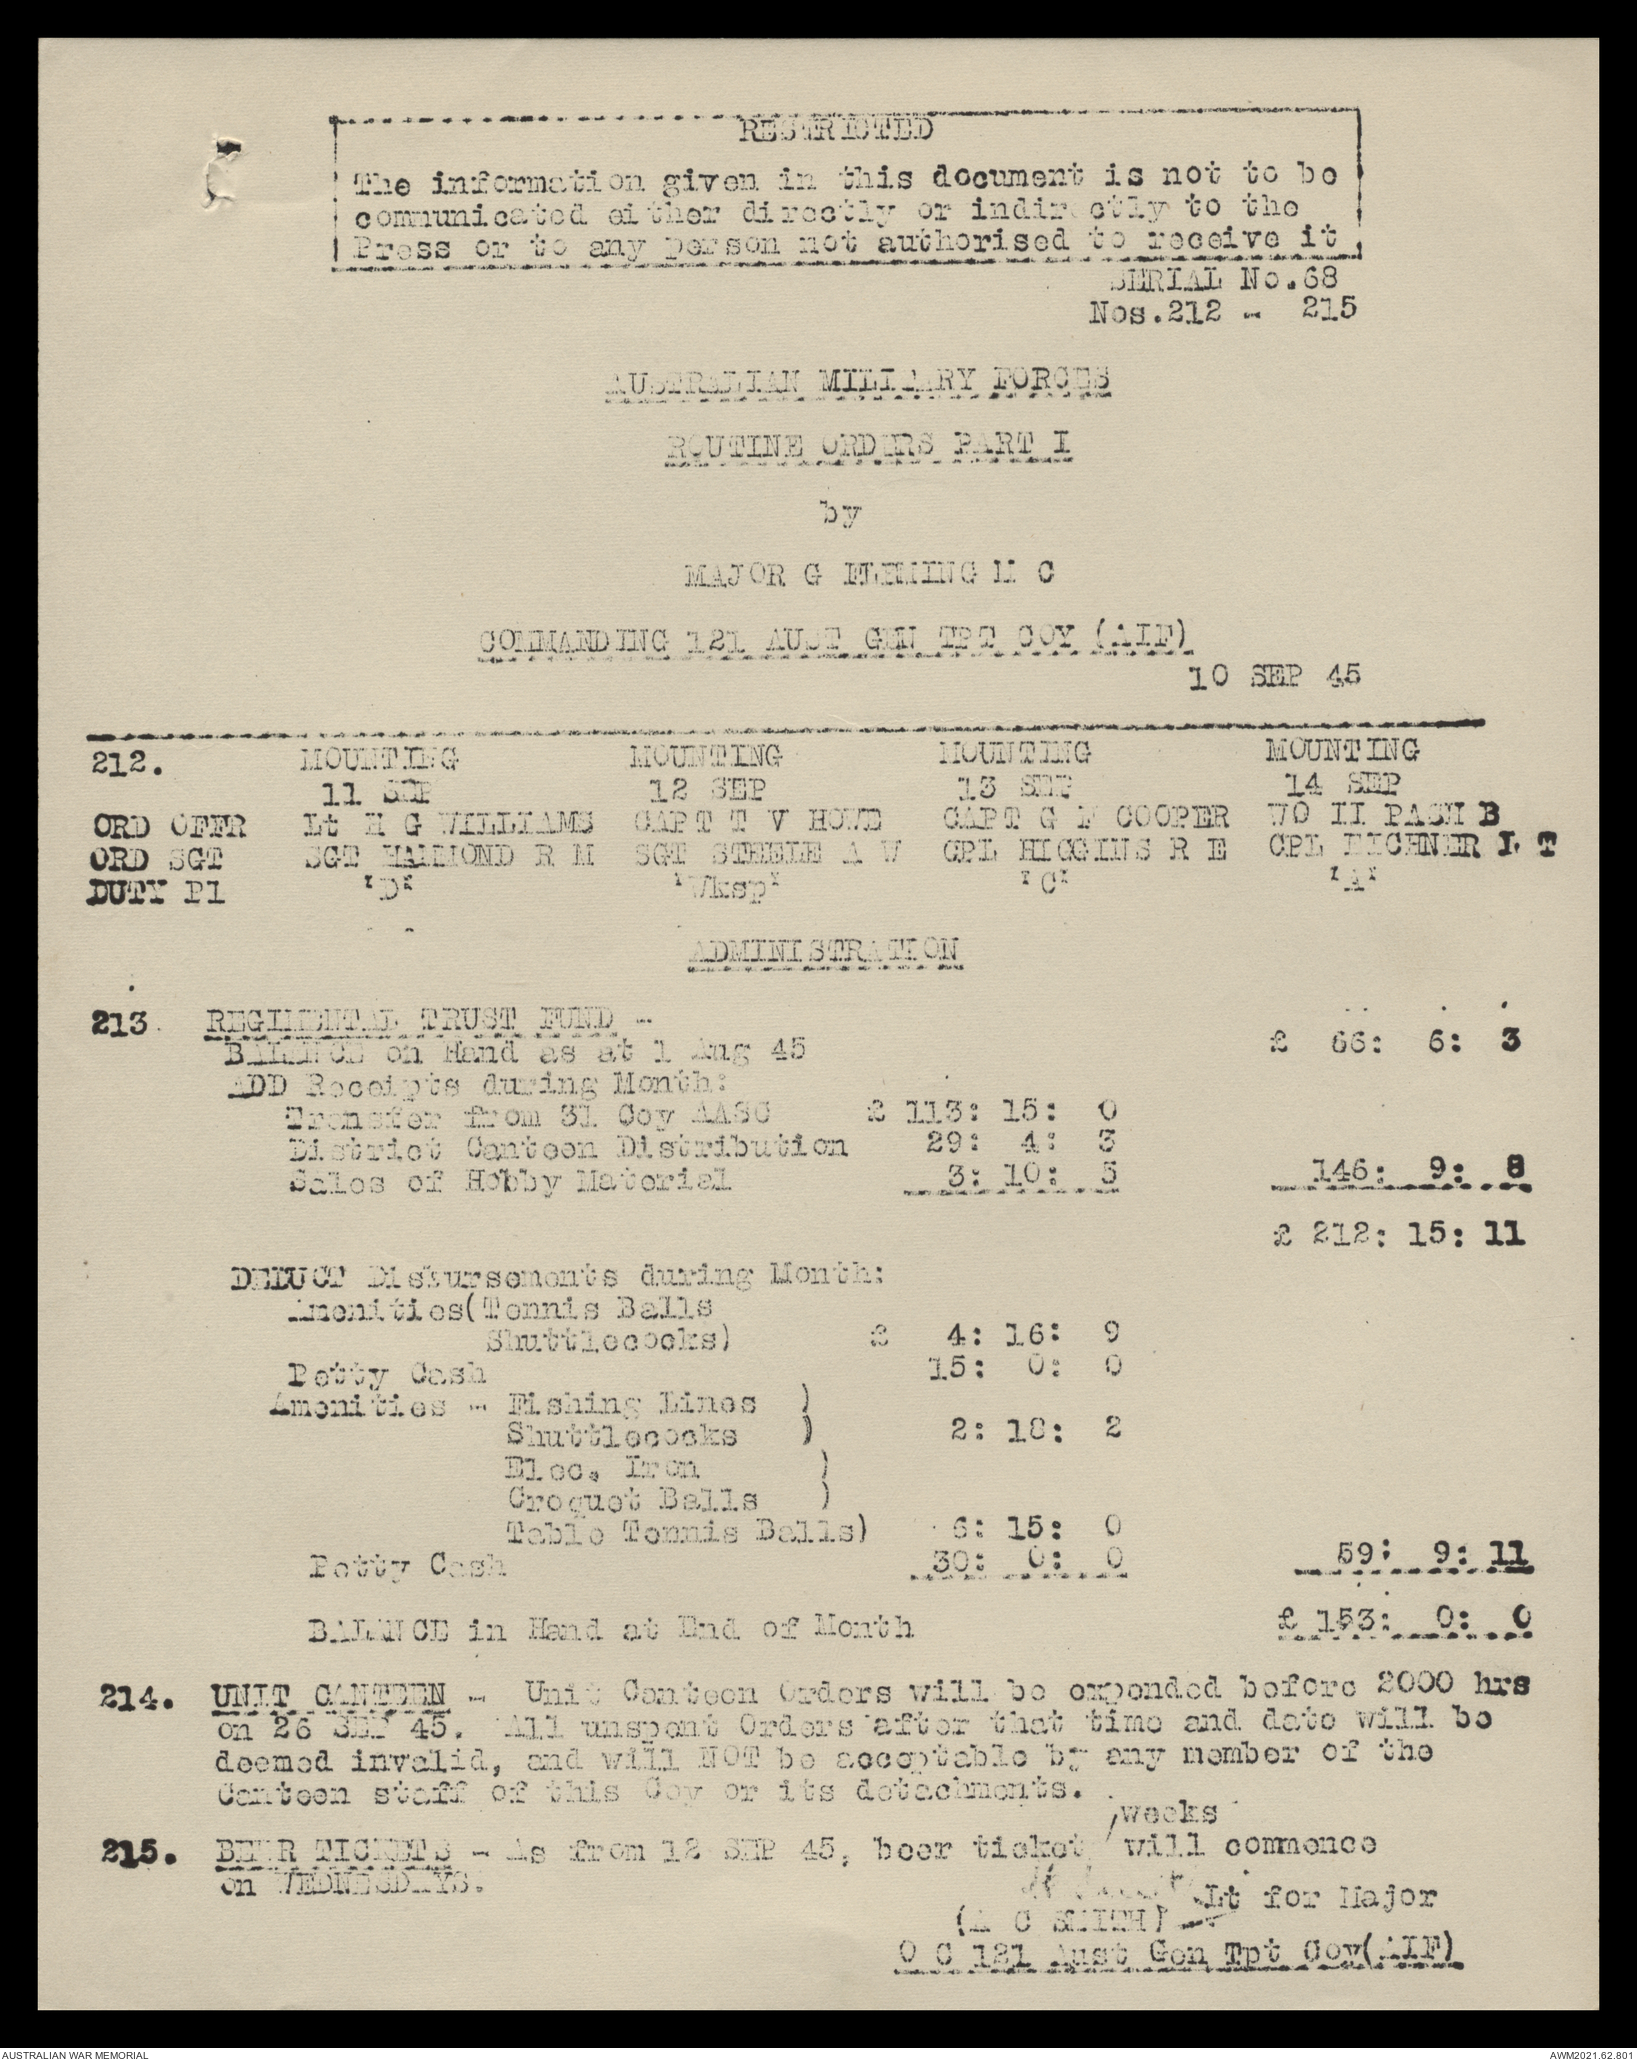 RESTRICTED
The information given in this document is not to be
communicated either directly or indirectly to the
Press or to any person not authorised to receive it.
SERIAL No.68
Nos.212 - 215
AUSTRALIAN MILITARY FORCES
ROUTINE ORDERS PART I
by
MAJOR G FLEMING M C
COMMANDING 121 AUST GEN TPT COY (AIF)
10 SEP 45
212. MOUNTING MOUNTING MOUNTING MOUNTING
11 SEP 12 SEP 13 SEP 14 SEP
ORD OFFR Lt H G WILLIAMS CAPT T V HOWE CAPT G F COOPER WO II PASH B
ORD SGT SGT HAMMOND R M SGT STEELE A W CPL HIGGINS R E CPL EICHNER L T
DUTY Pl 'D' 'Wksp' 'C' 'A'
ADMINISTRATION
213. REGIMENTAL TRUST FUND -
BALANCE on Hand as at 1 Aug 45 £ 66: 6: 3
ADD Receipts during Month:
Transfer from 31 Coy AASC £ 113: 15: 0
District Canteen Distribution 29: 4: 3
Sales of Hobby Material 3: 10: 5 146: 9: 8
£ 212: 15: 11
DEDUCT Disbursements during Month:
Amenities(Tennis Balls
Shuttlecocks) £ 4: 16: 9
Petty Cash 15: 0: 0
Amenities - Fishing Lines )
Shuttlecocks ) 2: 18: 2
Elec. Iron )
Croquet Balls )
Table Tennis Balls) 6: 15: 0
Petty Cash 30: 0: 0 59: 9: 11
BALANCE in Hand at End of Month £ 153: 0: 0
214. UNIT CANTEEN - Unit Canteen Orders will be expended before 2000 hrs
on 26 SEP 45. All unspent Orders after that time and date will be
deemed invalid, and will NOT be acceptable by any member of the
Canteen staff of this Coy or its detachments.
,weeks
215. BEER TICKETS - As from 12 SEP 45, beer ticket/ will commence
on WEDNESDAYS.
Lt for Major
(A C SMITH)
O C 121 Aust Gen Tpt Coy(AIF)
AUSTRALIAN WAR MEMORIAL
AWM2021.62.801